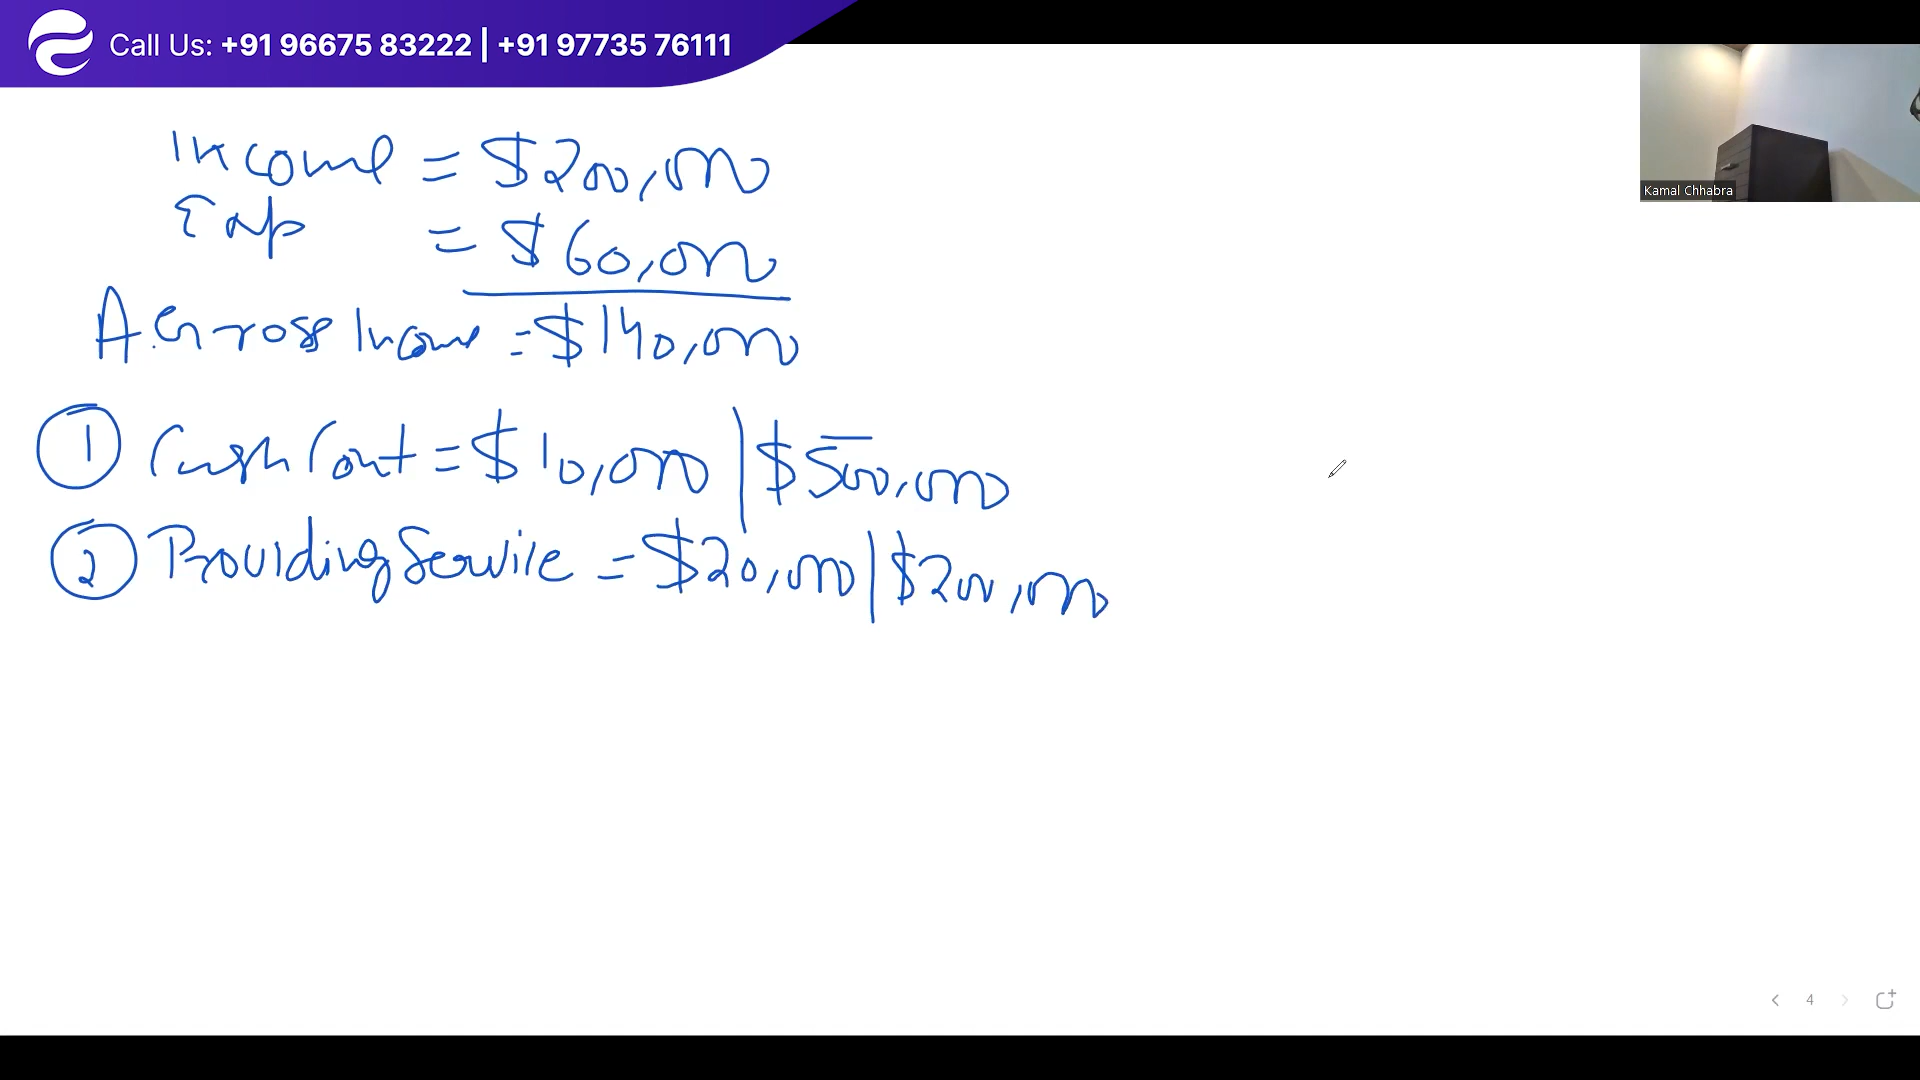 Call Us: +91 96675 83222 | +91 97735 76111
Kamal Chhabra
Income = $200,000
Exp = $60,000
A. Gross Income = $140,000
① Cash Cont = $10,000 | $500,000
② Providing Service = $20,000 | $200,000
4